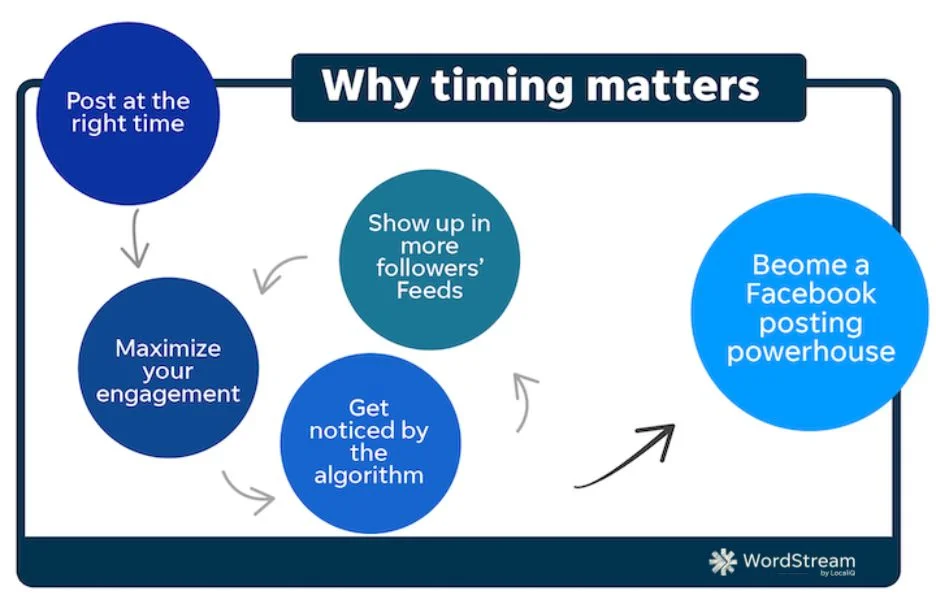 Why timing matters
Post at the
right time
Maximize
your
engagement
Get
noticed by
the
algorithm
Show up in
more
followers’
Feeds
Beome a
Facebook
posting
powerhouse
WordStream
by LocaliQ